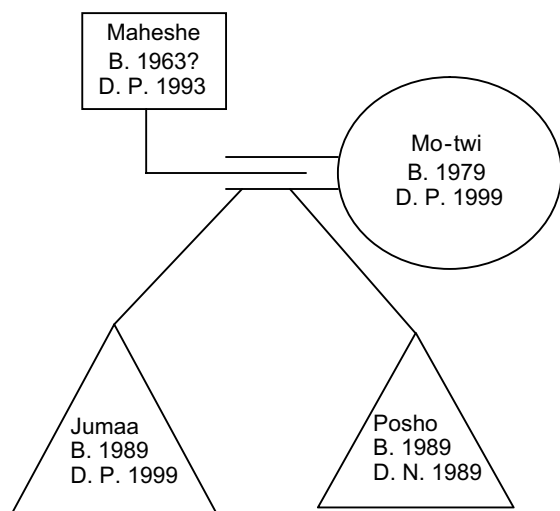 Maheshe
B. 1963?
D. P. 1993
Mo-twi
B. 1979
D. P. 1999
Jumaa
B. 1989
D. P. 1999
Posho
B. 1989
D. N. 1989